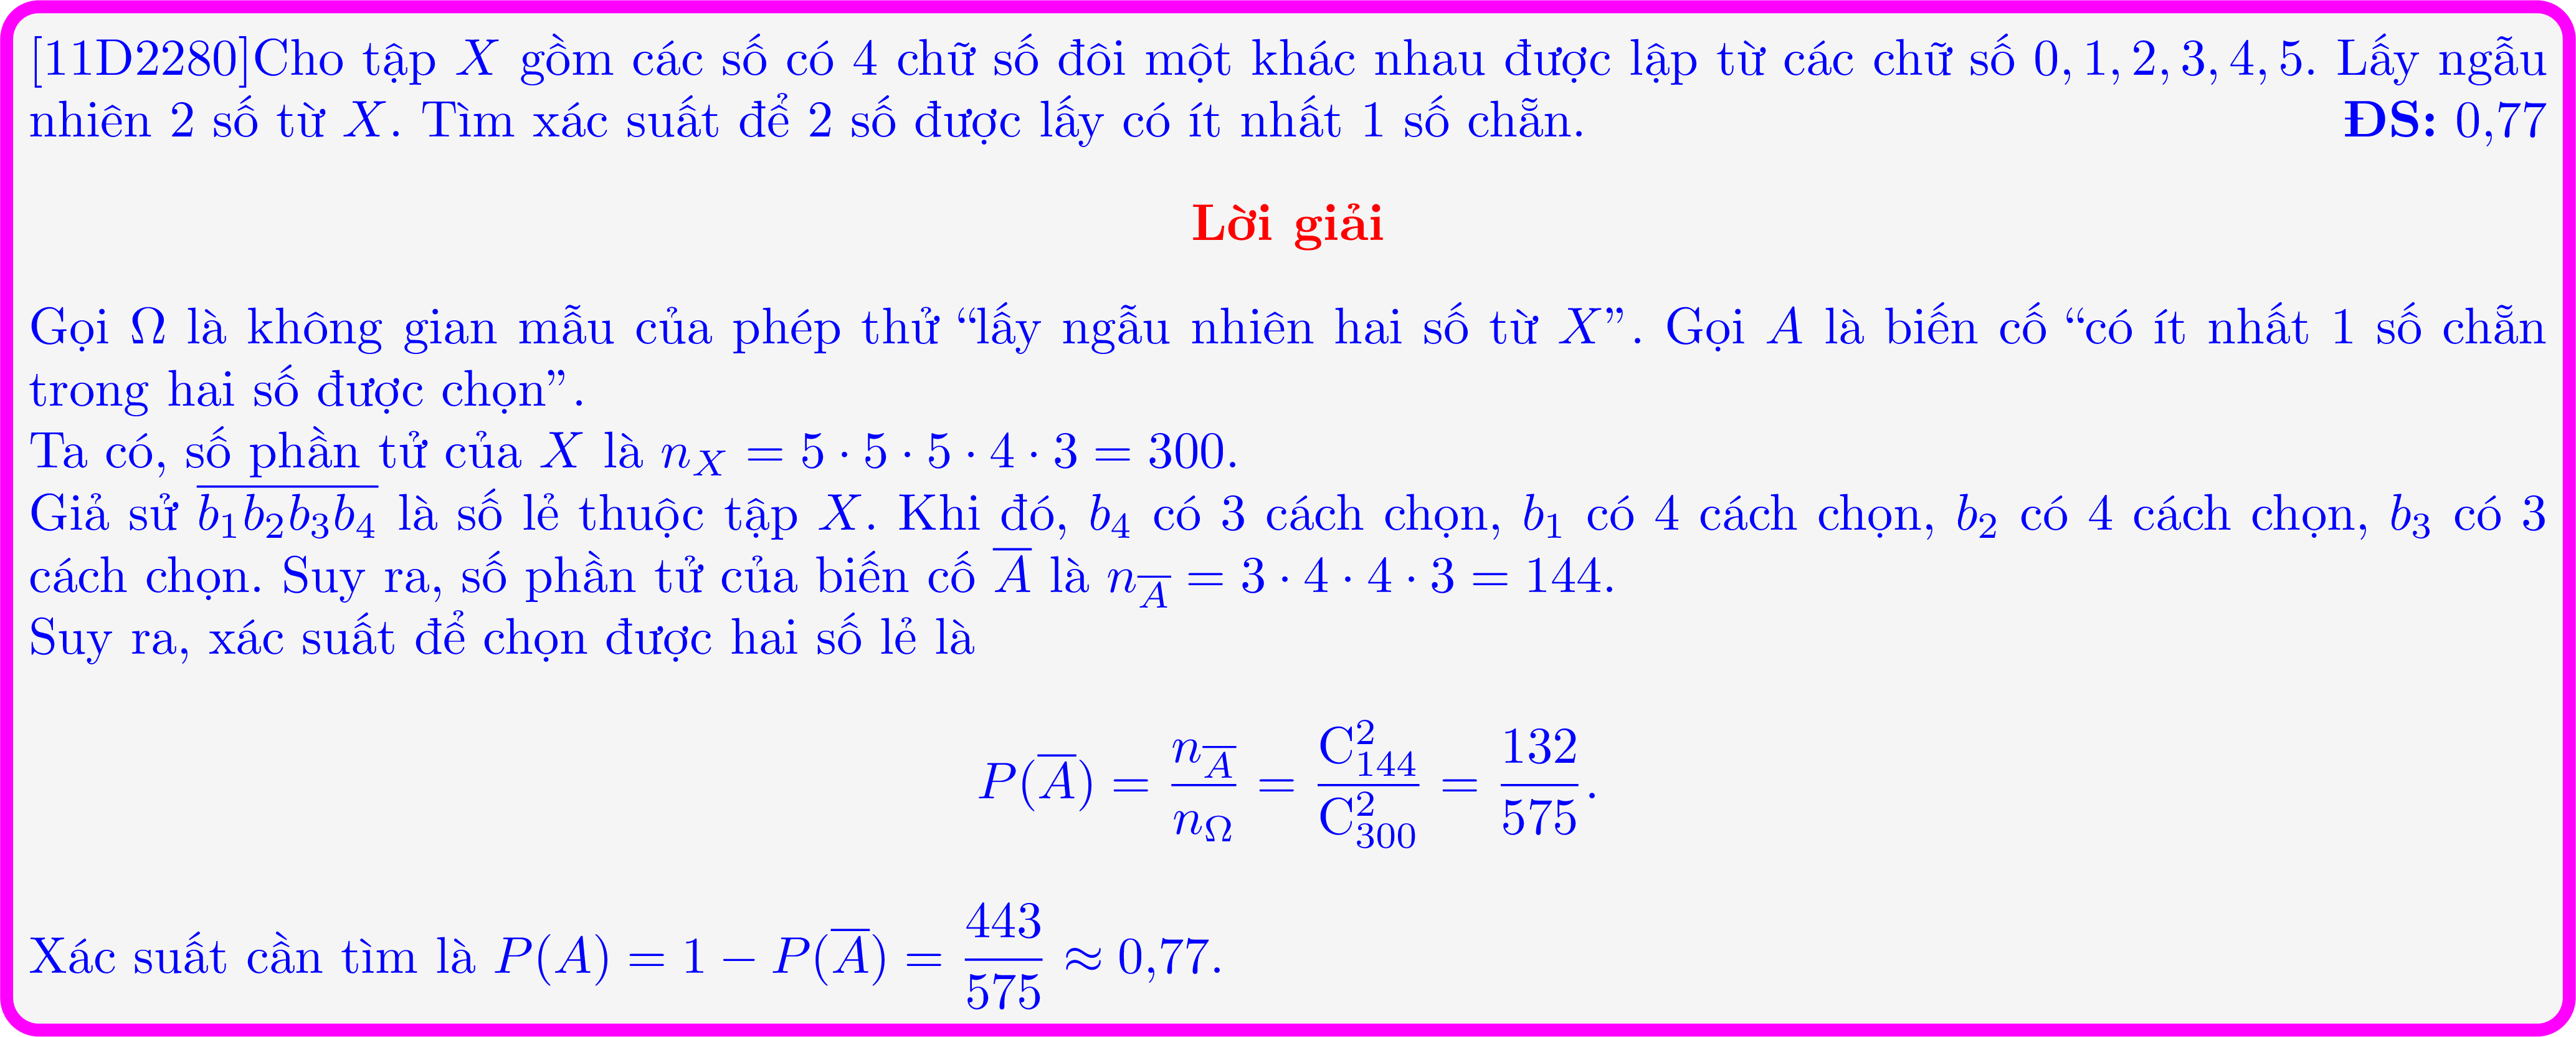 [11D2280]Cho tập X gồm các số có 4 chữ số đôi một khác nhau được lập từ các chữ số 0, 1, 2, 3, 4, 5. Lấy ngẫu
nhiên 2 số từ X. Tìm xác suất để 2 số được lấy có ít nhất 1 số chẵn. ĐS: 0,77
Lời giải
Gọi Ω là không gian mẫu của phép thử “lấy ngẫu nhiên hai số từ X”. Gọi A là biến cố “có ít nhất 1 số chẵn
trong hai số được chọn”.
Ta có, số phần tử của X là $n_X = 5 \cdot 5 \cdot 5 \cdot 4 \cdot 3 = 300$.
Giả sử $\overline{b_1b_2b_3b_4}$ là số lẻ thuộc tập X. Khi đó, $b_4$ có 3 cách chọn, $b_1$ có 4 cách chọn, $b_2$ có 4 cách chọn, $b_3$ có 3
cách chọn. Suy ra, số phần tử của biến cố $\overline{A}$ là $n_{\overline{A}} = 3 \cdot 4 \cdot 4 \cdot 3 = 144$.
Suy ra, xác suất để chọn được hai số lẻ là
$P(\overline{A}) = \dfrac{n_{\overline{A}}}{n_\Omega} = \dfrac{C_{144}^2}{C_{300}^2} = \dfrac{132}{575}$.
Xác suất cần tìm là $P(A) = 1 - P(\overline{A}) = \dfrac{443}{575} \approx 0,77$.